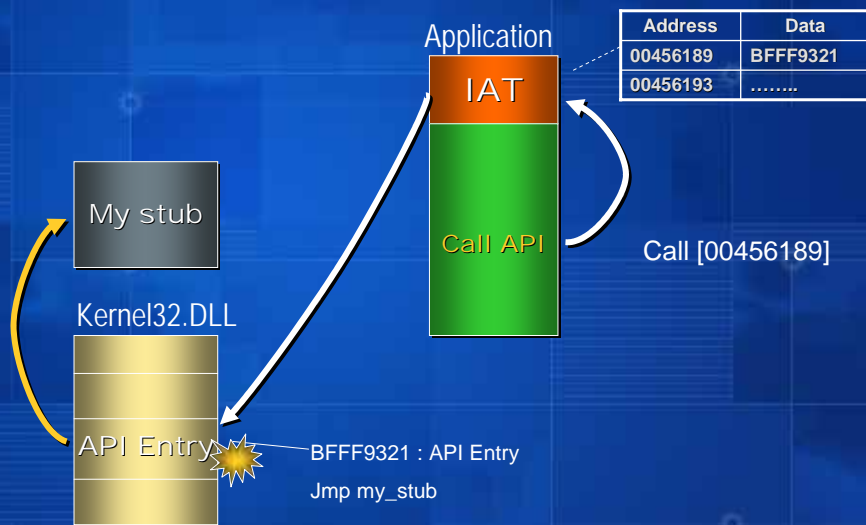 Application
Address Data
00456189 BFFF9321
00456193 ……..
IAT
My stub
Call API
Call [00456189]
Kernel32.DLL
API Entry
BFFF9321 : API Entry
Jmp my_stub